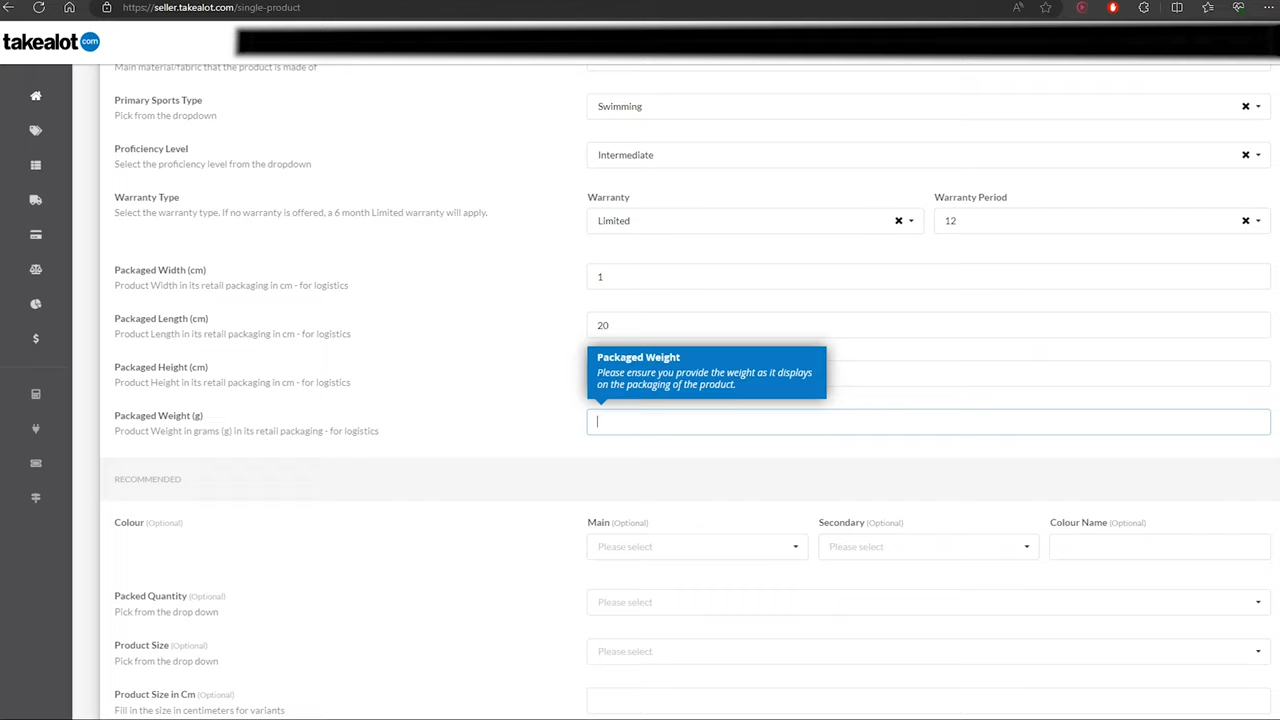 https://seller.takealot.com/single-product
takealot com
Main material/fabric that the product is made of
Primary Sports Type
Pick from the dropdown
Swimming
Proficiency Level
Select the proficiency level from the dropdown
Intermediate
Warranty Type
Select the warranty type. If no warranty is offered, a 6 month Limited warranty will apply.
Warranty
Warranty Period
Limited
12
Packaged Width (cm)
Product Width in its retail packaging in cm - for logistics
1
Packaged Length (cm)
Product Length in its retail packaging in cm - for logistics
20
Packaged Height (cm)
Product Height in its retail packaging in cm - for logistics
Packaged Weight
Please ensure you provide the weight as it displays
on the packaging of the product.
Packaged Weight (g)
Product Weight in grams (g) in its retail packaging - for logistics
RECOMMENDED
Colour (Optional)
Main (Optional)
Secondary (Optional)
Colour Name (Optional)
Please select
Please select
Packed Quantity (Optional)
Pick from the drop down
Please select
Product Size (Optional)
Pick from the drop down
Please select
Product Size in Cm (Optional)
Fill in the size in centimeters for variants